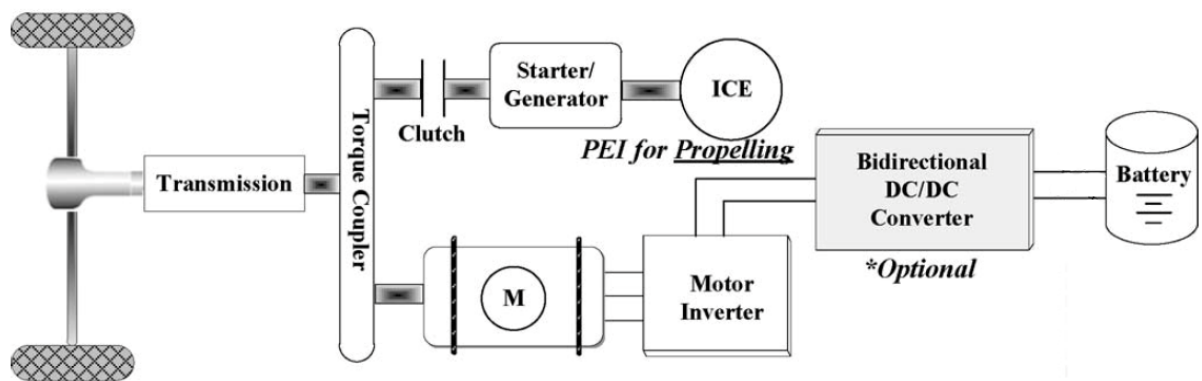 Starter/
Generator
ICE
Clutch
PEI for Propelling
Transmission
Torque Coupler
Bidirectional
DC/DC
Converter
Battery
*Optional
M
Motor
Inverter